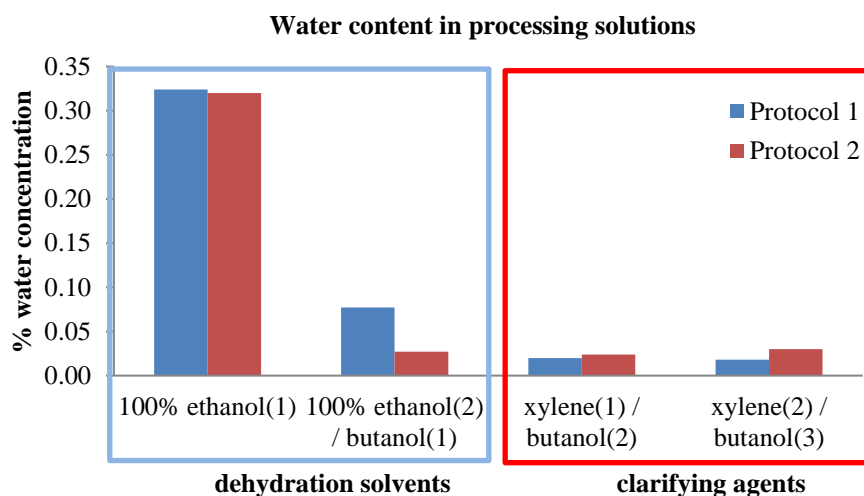 Water content in processing solutions
% water concentration
0.35
0.30
0.25
0.20
0.15
0.10
0.05
0.00
Protocol 1
Protocol 2
100% ethanol(1)
100% ethanol(2)
/ butanol(1)
xylene(1) /
butanol(2)
xylene(2) /
butanol(3)
dehydration solvents
clarifying agents